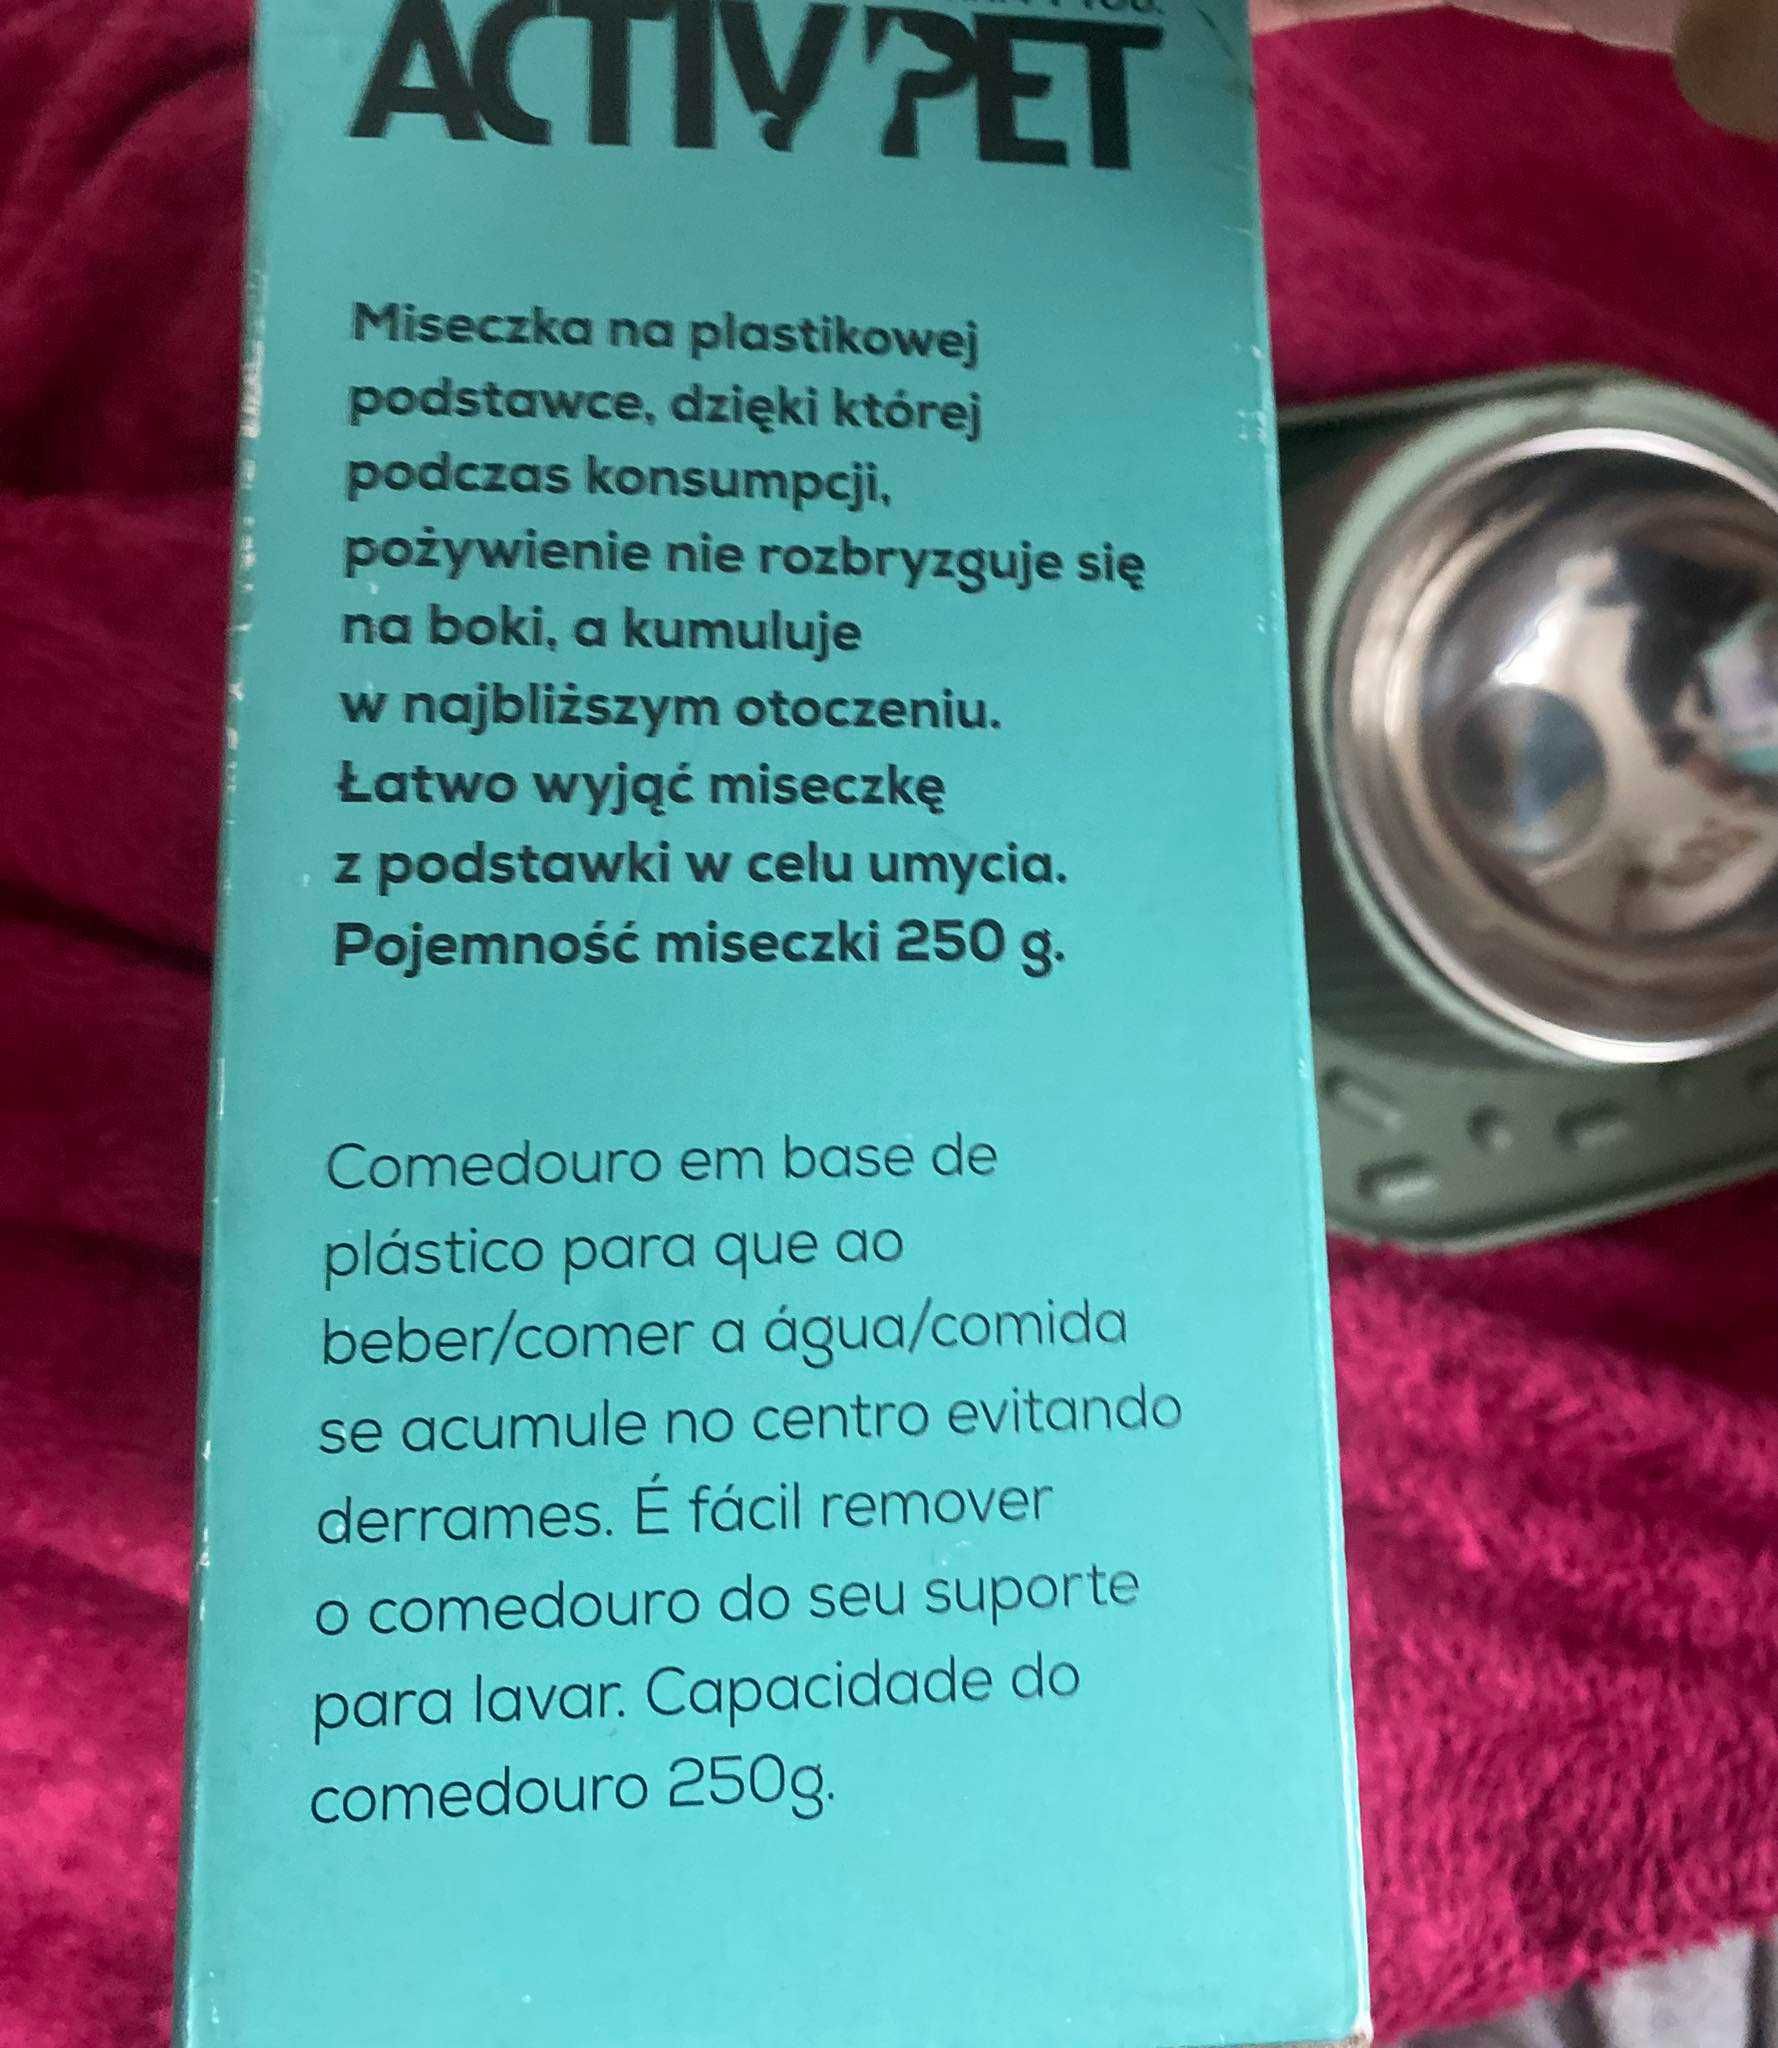 ACTIV PET
Miseczka na plastikowej
podstawce, dzięki której
podczas konsumpcji,
pożywienie nie rozbryzguje się
na boki, a kumuluje
w najbliższym otoczeniu.
Łatwo wyjąć miseczkę
z podstawki w celu umycia.
Pojemność miseczki 250 g.
Comedouro em base de
plástico para que ao
beber/comer a água/comida
se acumule no centro evitando
derrames. É fácil remover
o comedouro do seu suporte
para lavar. Capacidade do
comedouro 250g.